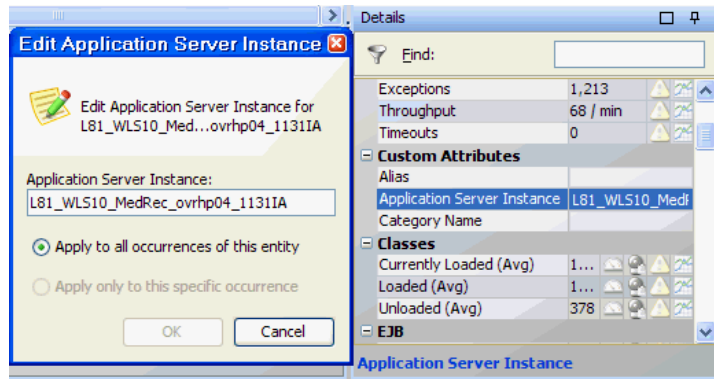 Edit Application Server Instance
Edit Application Server Instance for
L81_WLS10_Med...ovrhp04_1131IA
Application Server Instance:
L81_WLS10_MedRec_ovrhp04_1131IA
Apply to all occurrences of this entity
Apply only to this specific occurrence
OK Cancel
Details
Find:
Exceptions 1,213
Throughput 68 / min
Timeouts 0
Custom Attributes
Alias
Application Server Instance L81_WLS10_MedR
Category Name
Classes
Currently Loaded (Avg) 1...
Loaded (Avg) 1...
Unloaded (Avg) 378
EJB
Application Server Instance